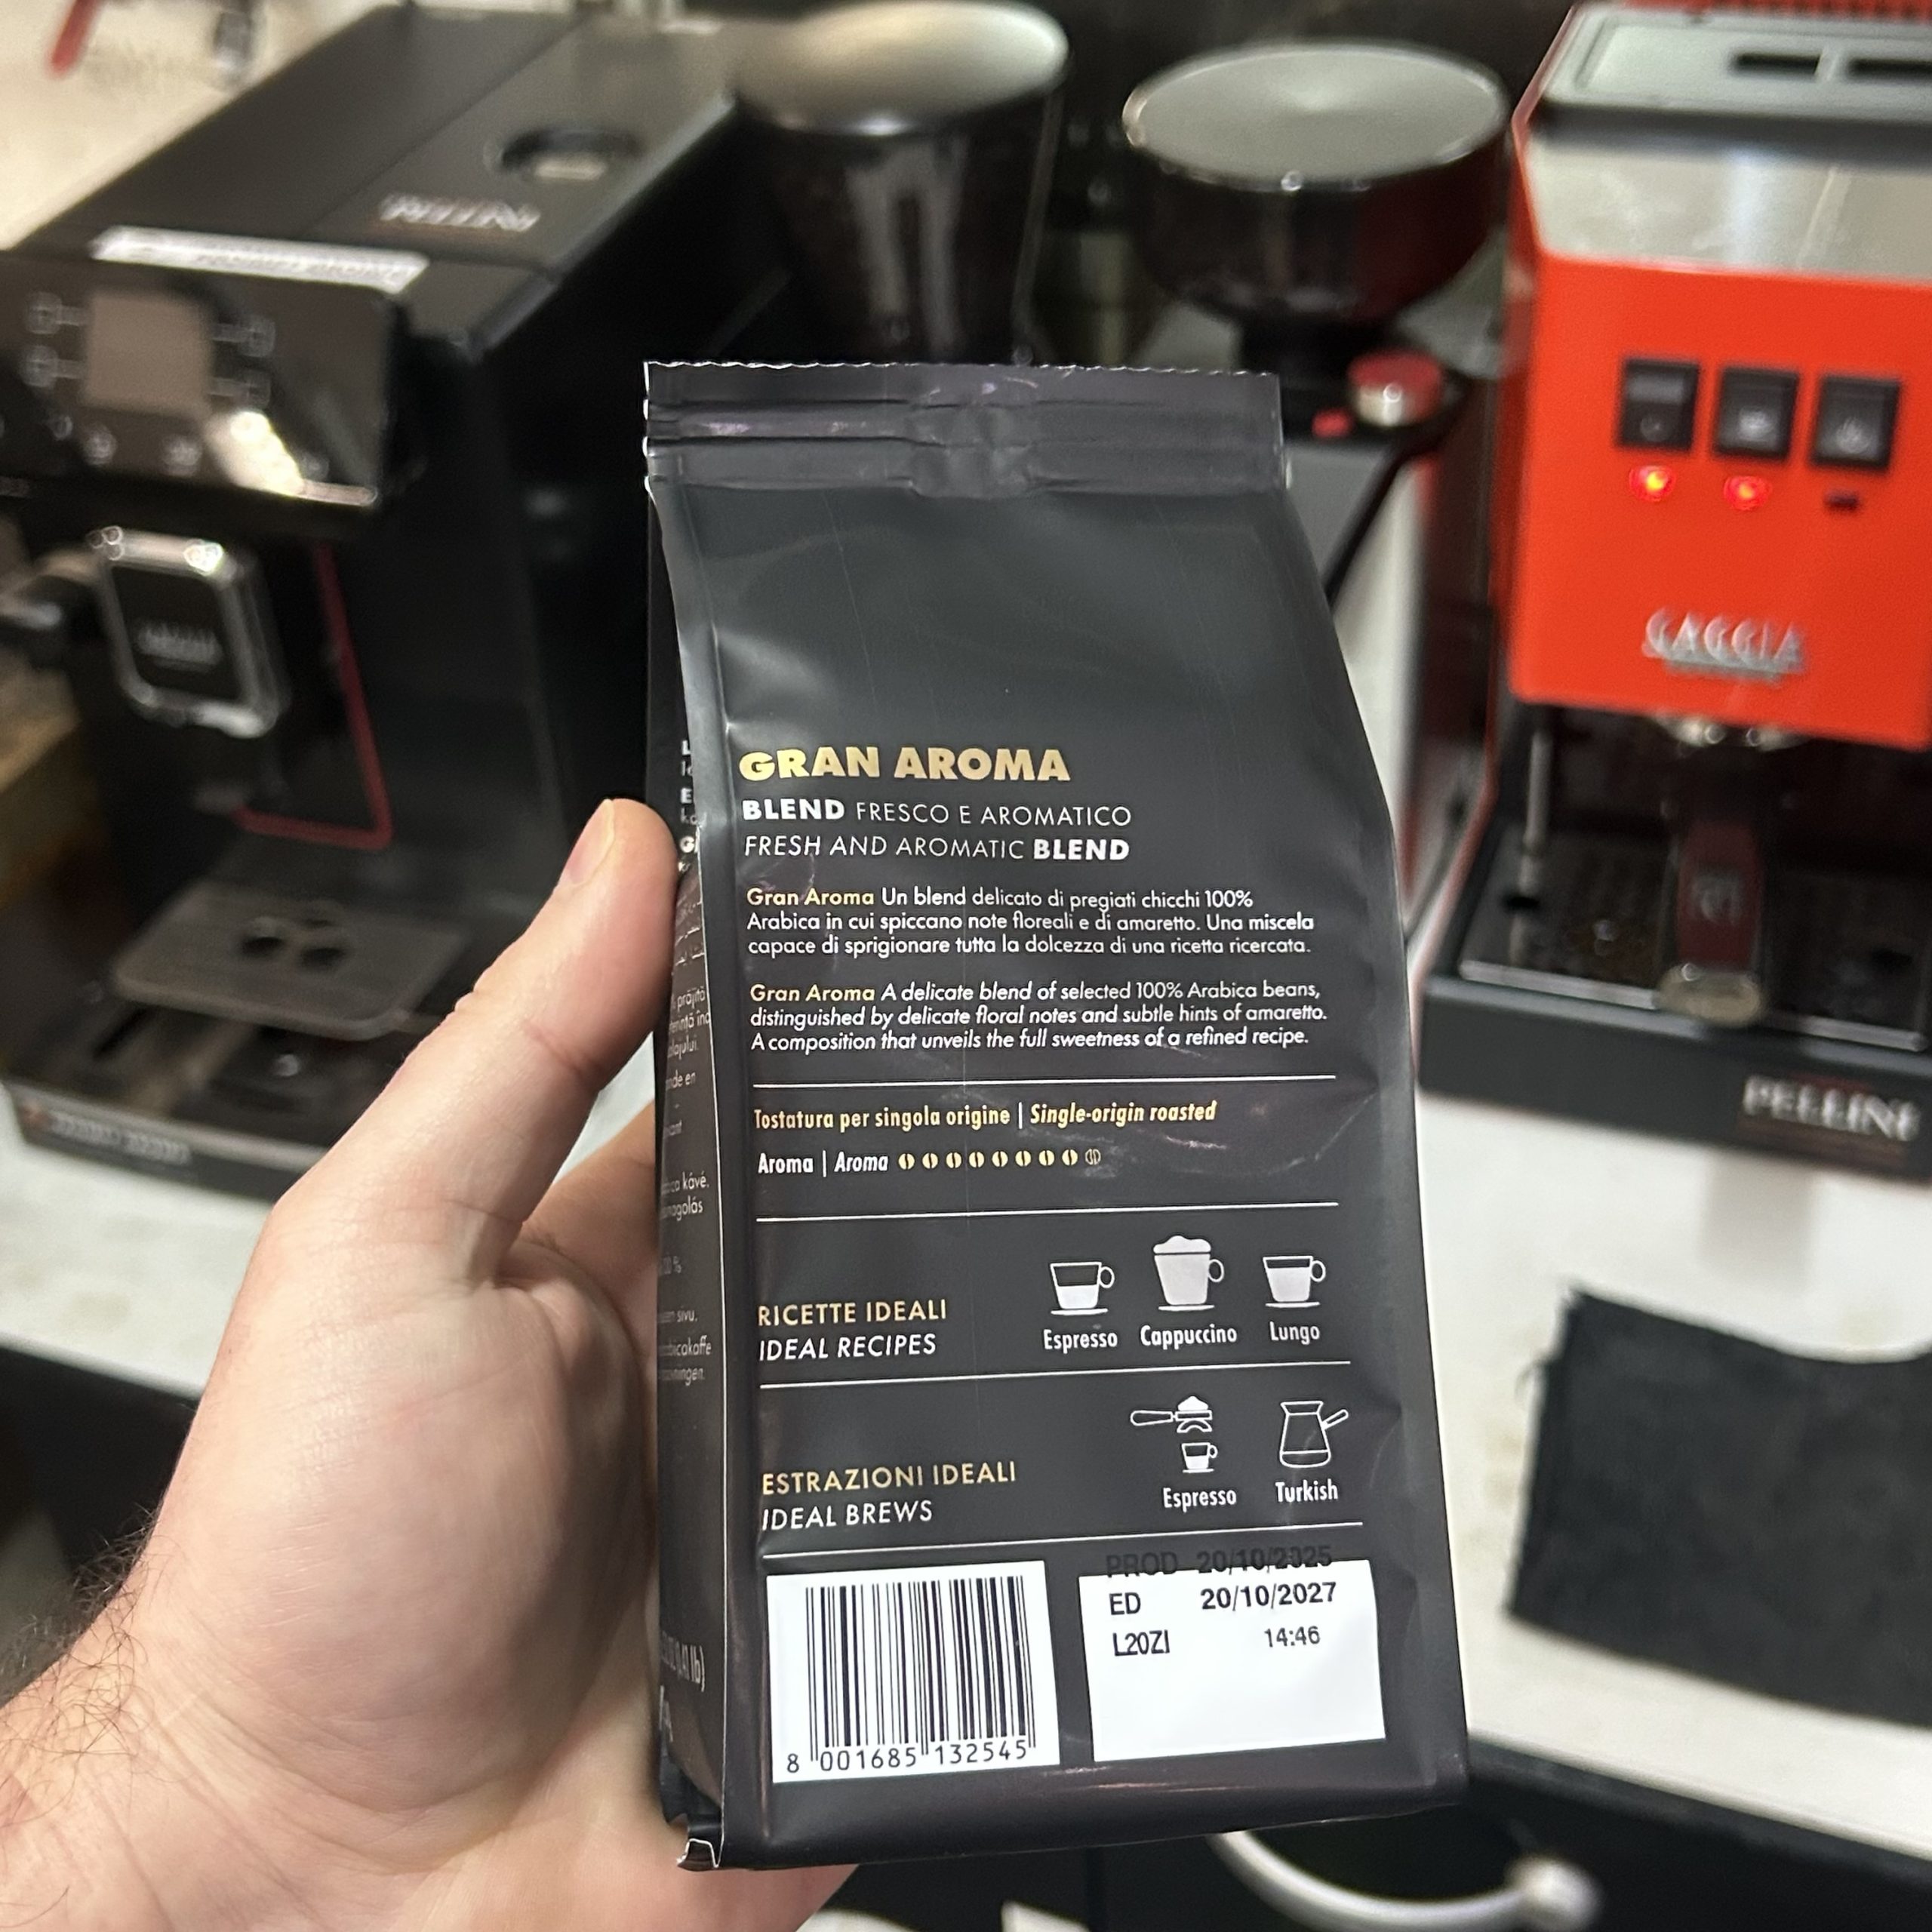 PELLINI
GAGGIA
GRAN AROMA
BLEND FRESCO E AROMATICO
FRESH AND AROMATIC BLEND
Gran Aroma Un blend delicato di pregiati chicchi 100%
Arabica in cui spiccano note floreali e di amaretto. Una miscela
capace di sprigionare tutta la dolcezza di una ricetta ricercata.
Gran Aroma A delicate blend of selected 100% Arabica beans,
distinguished by delicate floral notes and subtle hints of amaretto.
A composition that unveils the full sweetness of a refined recipe.
Tostatura per singola origine | Single-origin roasted
Aroma | Aroma
RICETTE IDEALI
IDEAL RECIPES
Espresso Cappuccino Lungo
ESTRAZIONI IDEALI
IDEAL BREWS
Espresso Turkish
PROD 20/10/2025
ED 20/10/2027
L20ZI 14:46
8 001685 132545
PELLINI